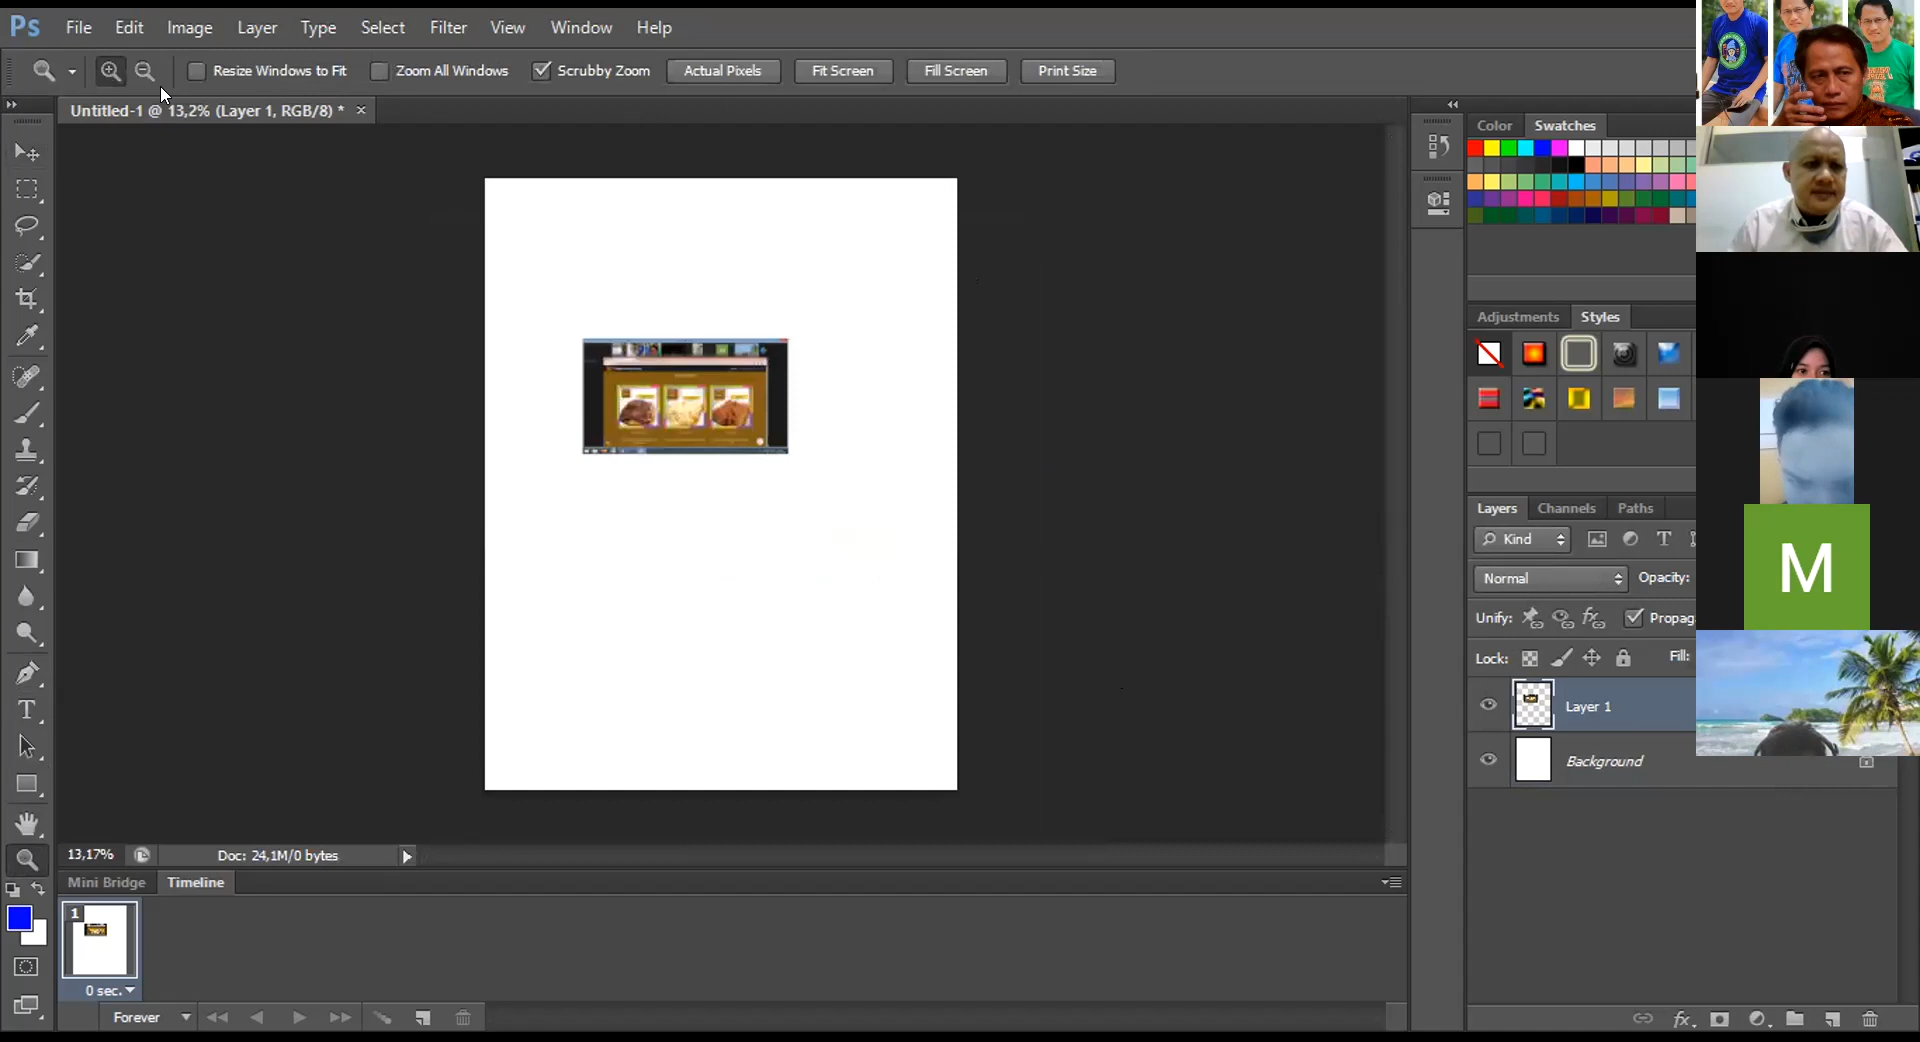 Ps File Edit Image Layer Type Select Filter View Window Help
Resize Windows to Fit Zoom All Windows Scrubby Zoom Actual Pixels Fit Screen Fill Screen Print Size
Untitled-1 @ 13,2% (Layer 1, RGB/8) * ×
Color Swatches
Adjustments Styles
Layers Channels Paths
Kind
Normal Opacity:
Unify: Propag
Lock: Fill:
Layer 1
Background
M
13,17% Doc: 24,1M/0 bytes
Mini Bridge Timeline
1
0 sec.
Forever